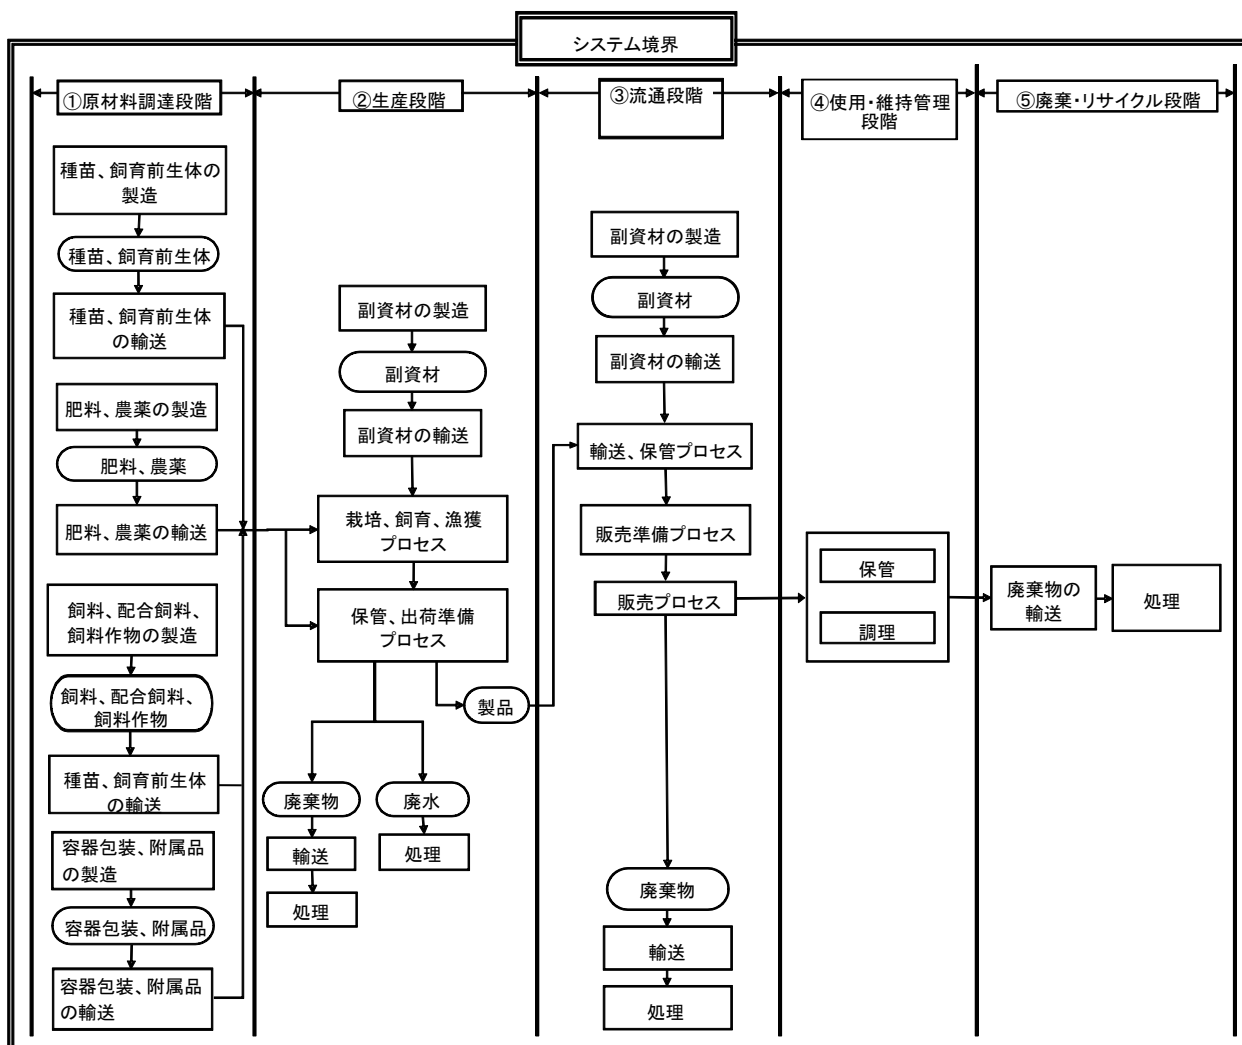 システム境界
①原材料調達段階
種苗、飼育前生体の
製造
種苗、飼育前生体
種苗、飼育前生体
の輸送
肥料、農薬の製造
肥料、農薬
肥料、農薬の輸送
飼料、配合飼料、
飼料作物の製造
飼料、配合飼料、
飼料作物
種苗、飼育前生体
の輸送
容器包装、附属品
の製造
容器包装、附属品
容器包装、附属品
の輸送
②生産段階
副資材の製造
副資材
副資材の輸送
栽培、飼育、漁獲
プロセス
保管、出荷準備
プロセス
製品
廃棄物
輸送
処理
廃水
処理
③流通段階
副資材の製造
副資材
副資材の輸送
輸送、保管プロセス
販売準備プロセス
販売プロセス
廃棄物
輸送
処理
④使用・維持管理
段階
保管
調理
⑤廃棄・リサイクル段階
廃棄物の
輸送
処理